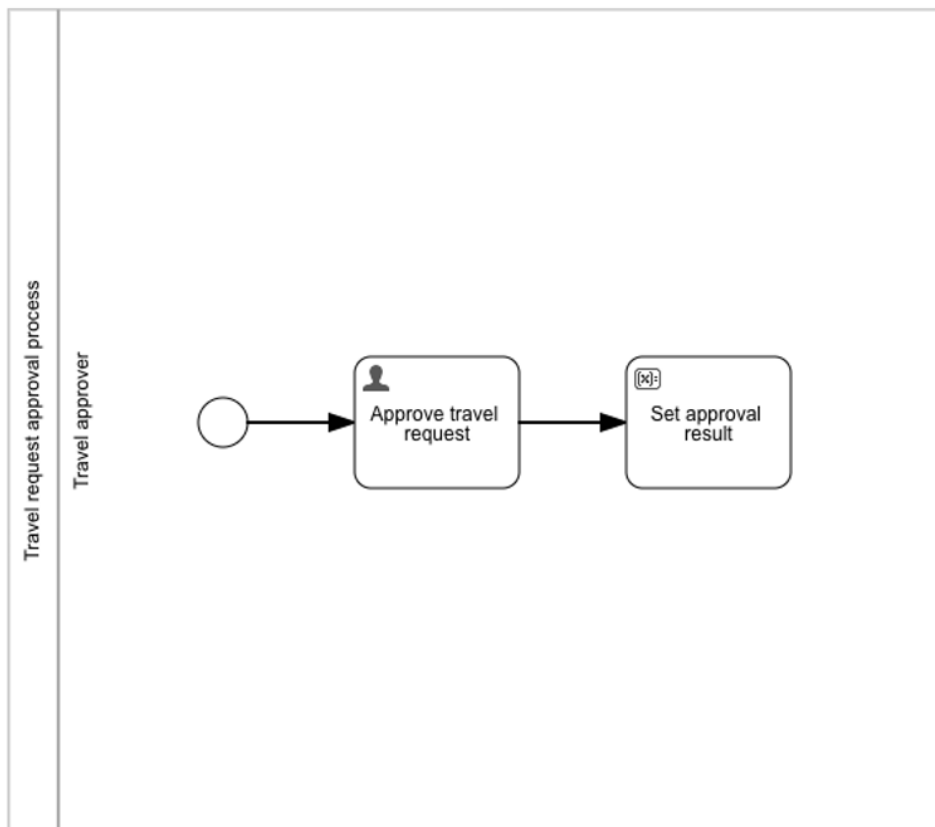 Travel request approval process
Travel approver
Approve travel
request
Set approval
result